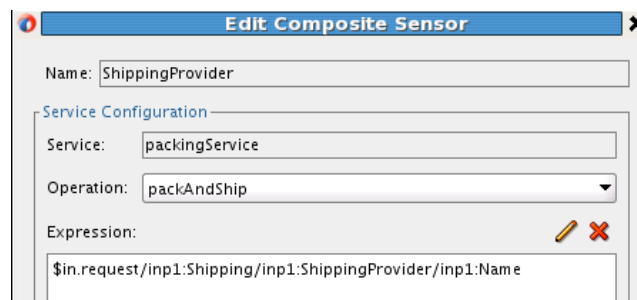 Edit Composite Sensor
Name: ShippingProvider
Service Configuration
Service: packingService
Operation: packAndShip
Expression:
$in.request/inp1:Shipping/inp1:ShippingProvider/inp1:Name